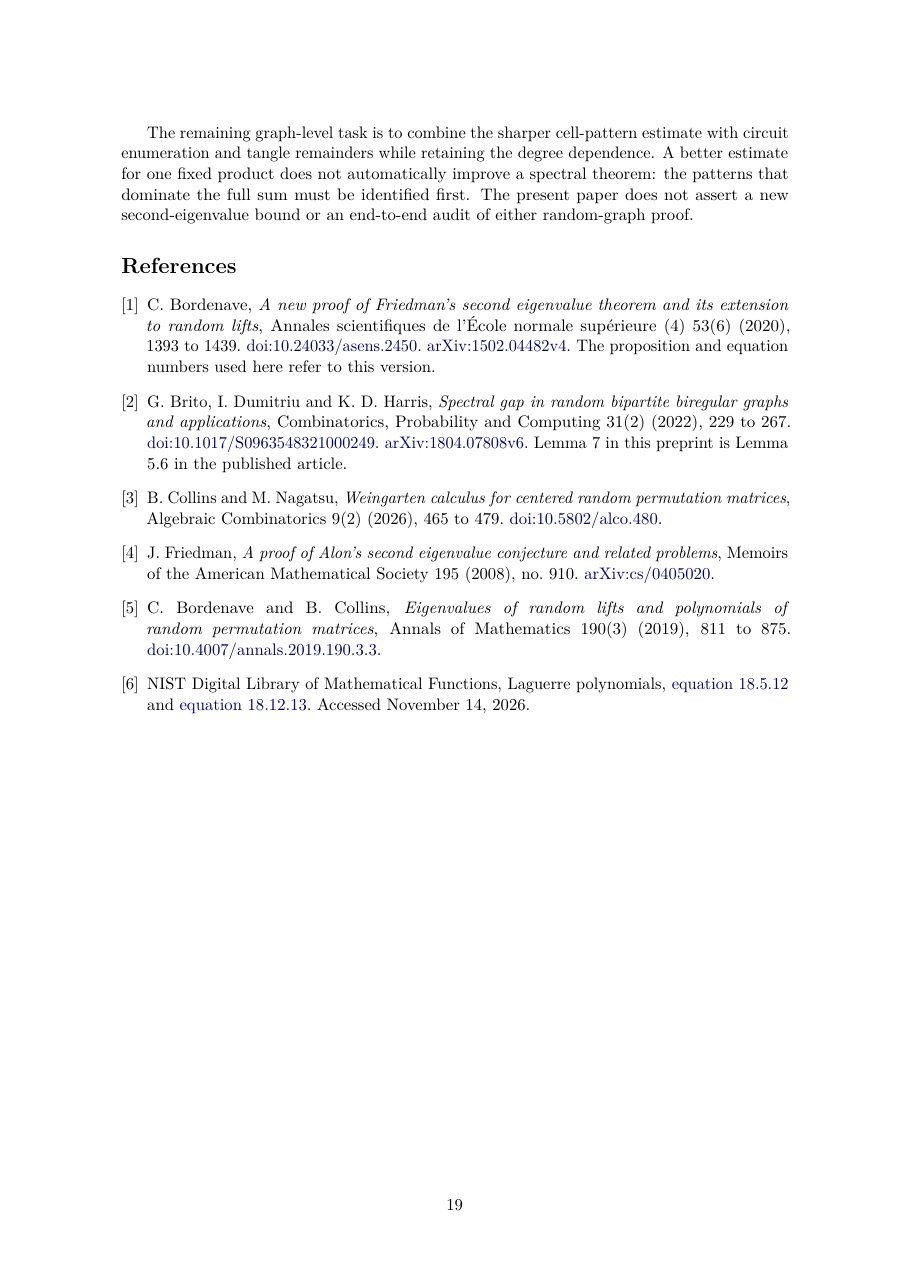 The remaining graph-level task is to combine the sharper cell-pattern estimate with circuit
enumeration and tangle remainders while retaining the degree dependence. A better estimate
for one fixed product does not automatically improve a spectral theorem: the patterns that
dominate the full sum must be identified first. The present paper does not assert a new
second-eigenvalue bound or an end-to-end audit of either random-graph proof.
References
[1] C. Bordenave, A new proof of Friedman's second eigenvalue theorem and its extension
to random lifts, Annales scientifiques de l'École normale supérieure (4) 53(6) (2020),
1393 to 1439. doi:10.24033/asens.2450. arXiv:1502.04482v4. The proposition and equation
numbers used here refer to this version.
[2] G. Brito, I. Dumitriu and K. D. Harris, Spectral gap in random bipartite biregular graphs
and applications, Combinatorics, Probability and Computing 31(2) (2022), 229 to 267.
doi:10.1017/S0963548321000249. arXiv:1804.07808v6. Lemma 7 in this preprint is Lemma
5.6 in the published article.
[3] B. Collins and M. Nagatsu, Weingarten calculus for centered random permutation matrices,
Algebraic Combinatorics 9(2) (2026), 465 to 479. doi:10.5802/alco.480.
[4] J. Friedman, A proof of Alon's second eigenvalue conjecture and related problems, Memoirs
of the American Mathematical Society 195 (2008), no. 910. arXiv:cs/0405020.
[5] C. Bordenave and B. Collins, Eigenvalues of random lifts and polynomials of
random permutation matrices, Annals of Mathematics 190(3) (2019), 811 to 875.
doi:10.4007/annals.2019.190.3.3.
[6] NIST Digital Library of Mathematical Functions, Laguerre polynomials, equation 18.5.12
and equation 18.12.13. Accessed November 14, 2026.
19